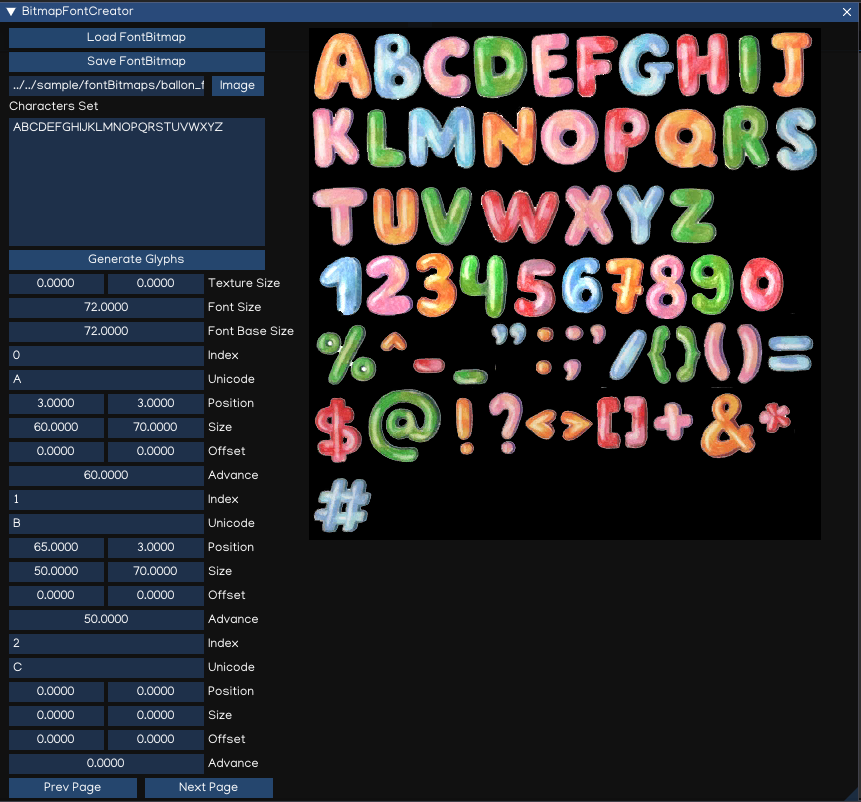 BitmapFontCreator
Load FontBitmap
Save FontBitmap
../../sample/fontBitmaps/ballon_f Image
Characters Set
ABCDEFGHIJKLMNOPQRSTUVWXYZ
Generate Glyphs
0.0000 0.0000 Texture Size
72.0000 Font Size
72.0000 Font Base Size
0 Index
A Unicode
3.0000 3.0000 Position
60.0000 70.0000 Size
0.0000 0.0000 Offset
60.0000 Advance
1 Index
B Unicode
65.0000 3.0000 Position
50.0000 70.0000 Size
0.0000 0.0000 Offset
50.0000 Advance
2 Index
C Unicode
0.0000 0.0000 Position
0.0000 0.0000 Size
0.0000 0.0000 Offset
0.0000 Advance
Prev Page Next Page
ABCDEFGHIJ
KLMNOPQRS
TUVWXYZ
1234567890
%^-_”:;’/{}()=
$@!?<>[]+&*
#